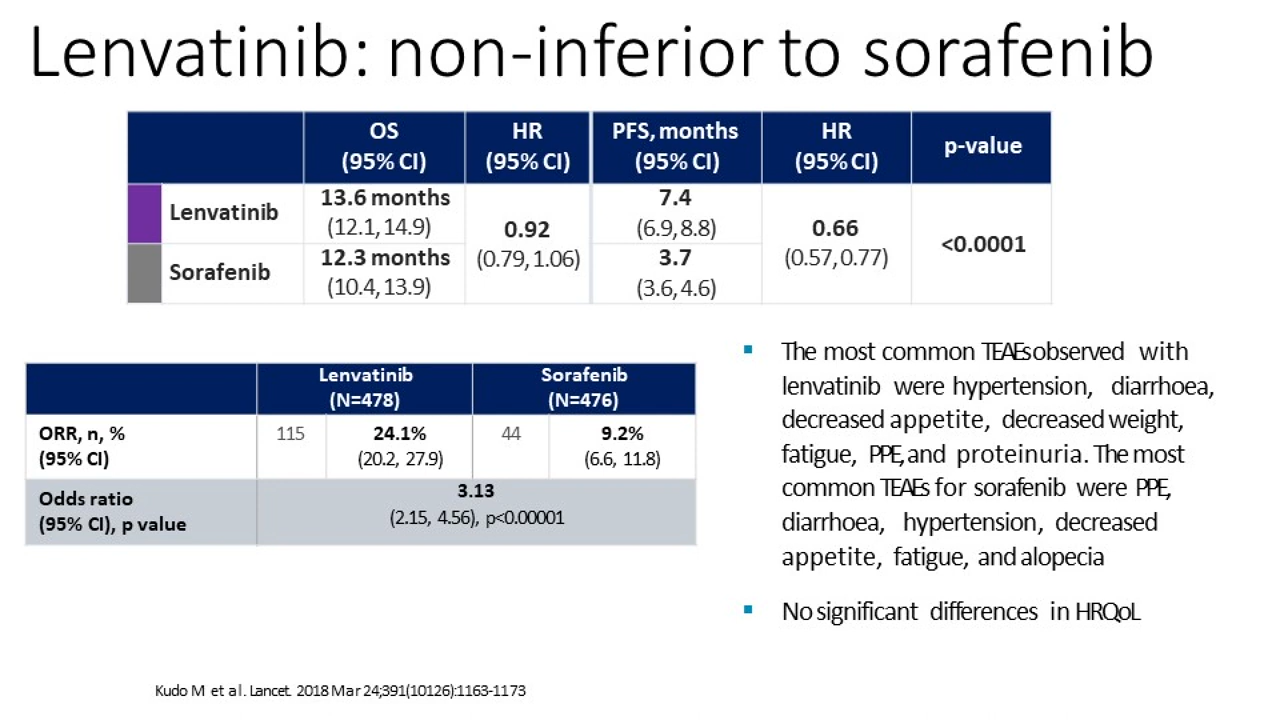 Lenvatinib: non-inferior to sorafenib
OS (95% CI) HR (95% CI) PFS, months (95% CI) HR (95% CI) p-value
Lenvatinib 13.6 months (12.1, 14.9) 0.92 (0.79, 1.06) 7.4 (6.9, 8.8) 0.66 (0.57, 0.77) <0.0001
Sorafenib 12.3 months (10.4, 13.9) 3.7 (3.6, 4.6)
Lenvatinib (N=478) Sorafenib (N=476)
ORR, n, % (95% CI) 115 24.1% (20.2, 27.9) 44 9.2% (6.6, 11.8)
Odds ratio (95% CI), p value 3.13 (2.15, 4.56), p<0.00001
▪ The most common TEAEs observed with
lenvatinib were hypertension, diarrhoea,
decreased appetite, decreased weight,
fatigue, PPE, and proteinuria. The most
common TEAEs for sorafenib were PPE,
diarrhoea, hypertension, decreased
appetite, fatigue, and alopecia
▪ No significant differences in HRQoL
Kudo M et al. Lancet. 2018 Mar 24;391(10126):1163-1173